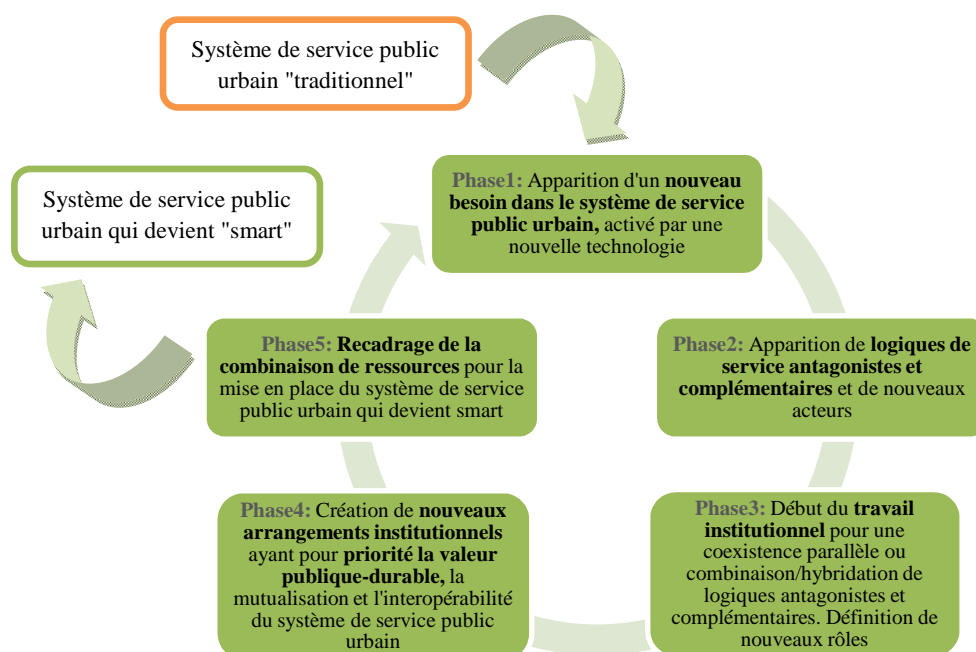 Système de service public
urbain "traditionnel"
Système de service public
urbain qui devient "smart"
Phase1: Apparition d'un nouveau
besoin dans le système de service
public urbain, activé par une
nouvelle technologie
Phase2: Apparition de logiques de
service antagonistes et
complémentaires et de nouveaux
acteurs
Phase3: Début du travail
institutionnel pour une
coexistence parallèle ou
combinaison/hybridation de
logiques antagonistes et
complémentaires. Définition de
nouveaux rôles
Phase4: Création de nouveaux
arrangements institutionnels
ayant pour priorité la valeur
publique-durable, la
mutualisation et l'interopérabilité
du système de service public
urbain
Phase5: Recadrage de la
combinaison de ressources pour la
mise en place du système de service
public urbain qui devient smart